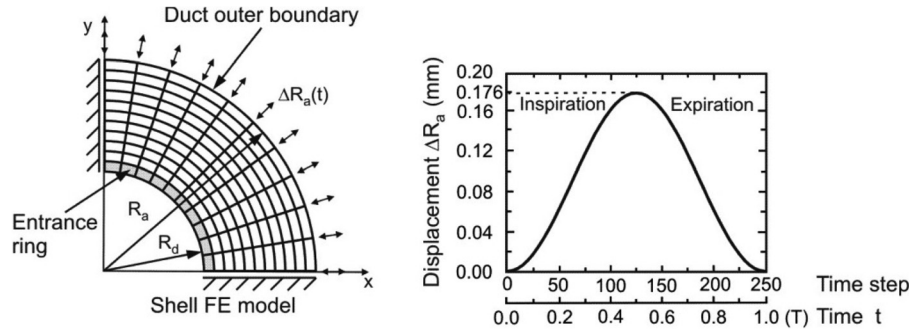 Duct outer boundary
y
ΔRₐ(t)
Entrance
ring
Rₐ
R_d
x
Shell FE model
Displacement ΔRₐ (mm)
0.20
0.176
0.16
0.12
0.08
0.04
0.00
Inspiration
Expiration
0 50 100 150 200 250 Time step
0.0 0.2 0.4 0.6 0.8 1.0 (T) Time t